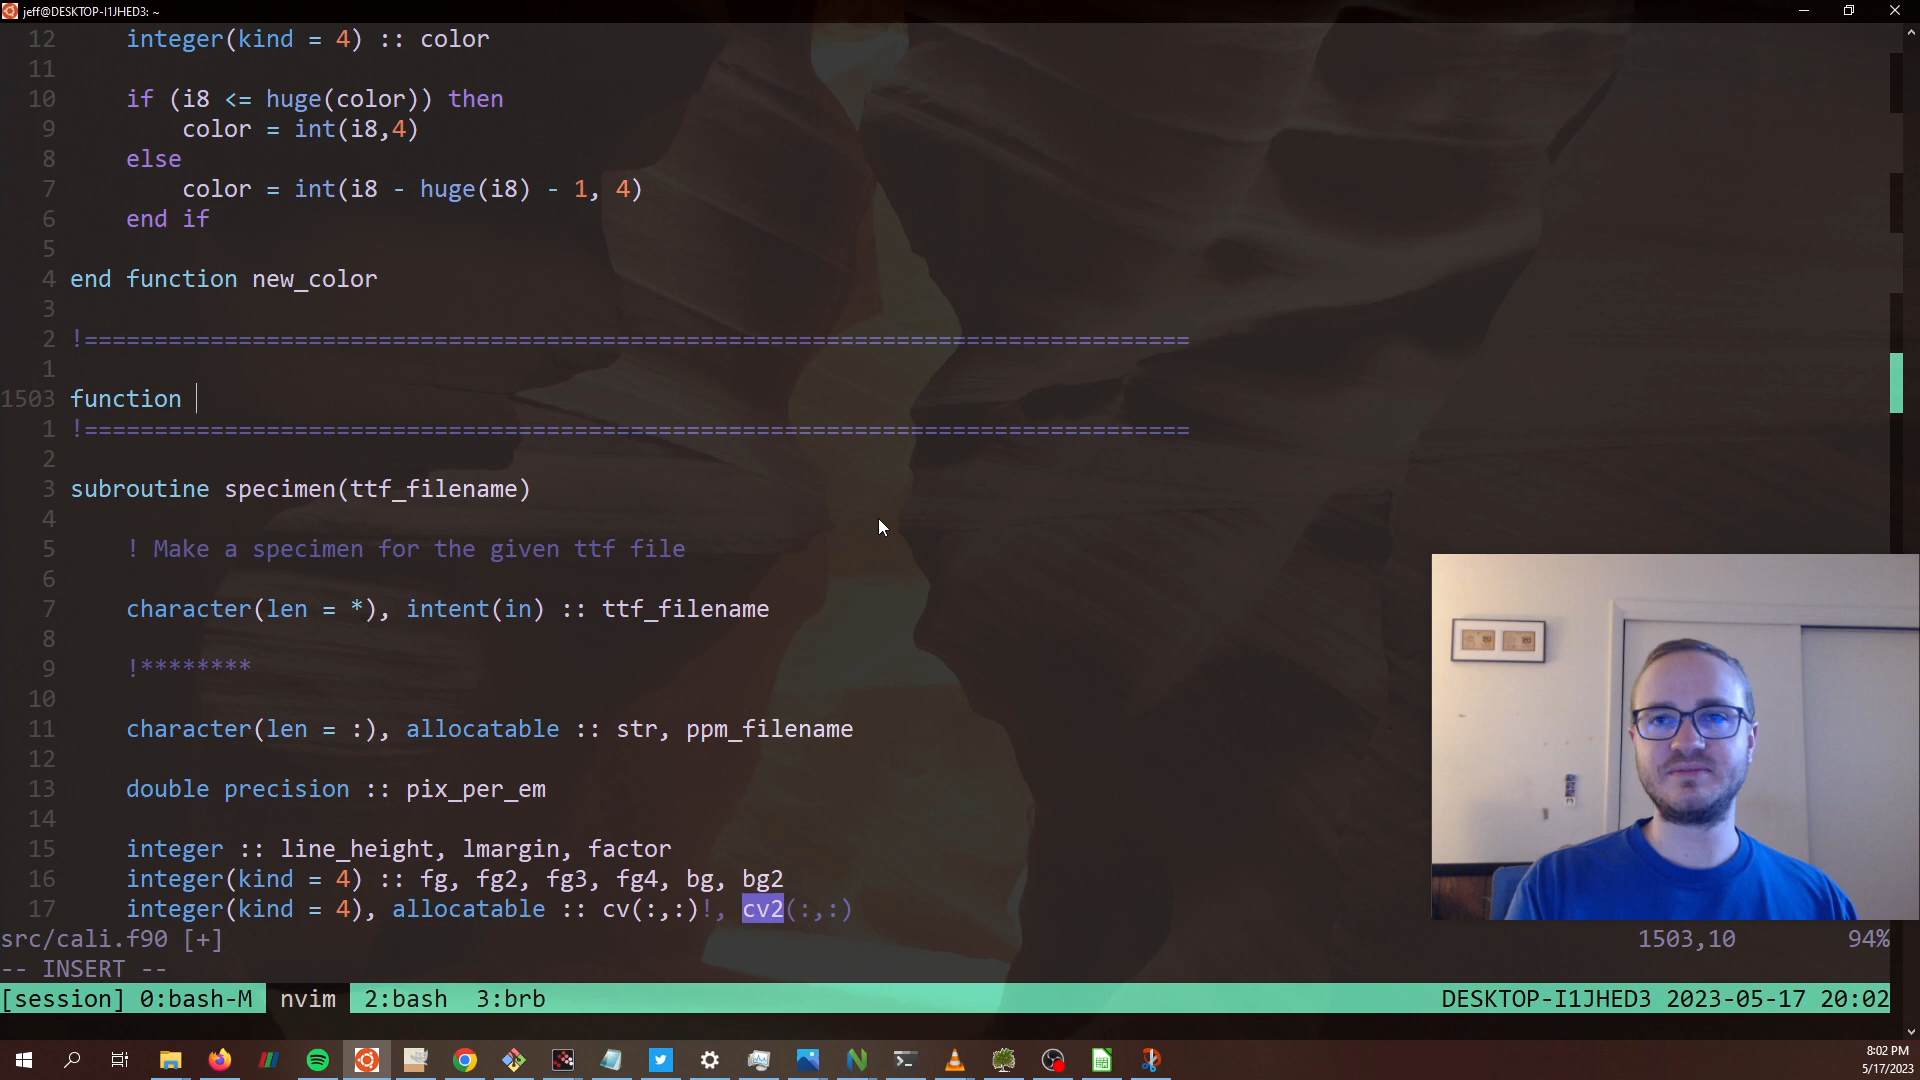 jeff@DESKTOP-I1JHED3: ~
12 integer(kind = 4) :: color
11
10 if (i8 <= huge(color)) then
9 color = int(i8,4)
8 else
7 color = int(i8 - huge(i8) - 1, 4)
6 end if
5
4 end function new_color
3
2 !===============================================================================
1
1503 function
1 !===============================================================================
2
3 subroutine specimen(ttf_filename)
4
5 ! Make a specimen for the given ttf file
6
7 character(len = *), intent(in) :: ttf_filename
8
9 !********
10
11 character(len = :), allocatable :: str, ppm_filename
12
13 double precision :: pix_per_em
14
15 integer :: line_height, lmargin, factor
16 integer(kind = 4) :: fg, fg2, fg3, fg4, bg, bg2
17 integer(kind = 4), allocatable :: cv(:,:)!, cv2(:,:)
src/cali.f90 [+] 1503,10 94%
-- INSERT --
[session] 0:bash-M nvim 2:bash 3:brb DESKTOP-I1JHED3 2023-05-17 20:02
8:02 PM
5/17/2023